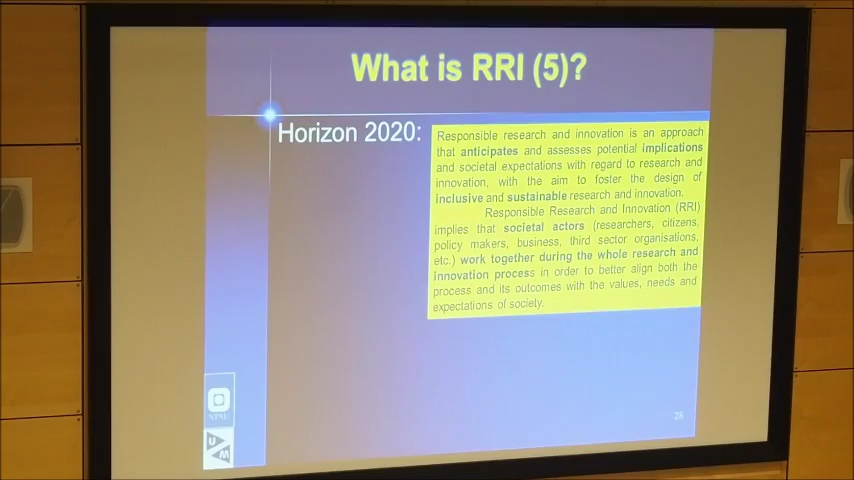 What is RRI (5)?
Horizon 2020:
Responsible research and innovation is an approach
that anticipates and assesses potential implications
and societal expectations with regard to research and
innovation, with the aim to foster the design of
inclusive and sustainable research and innovation.
Responsible Research and Innovation (RRI)
implies that societal actors (researchers, citizens,
policy makers, business, third sector organisations,
etc.) work together during the whole research and
innovation process in order to better align both the
process and its outcomes with the values, needs and
expectations of society.
NTNU
28
U
M